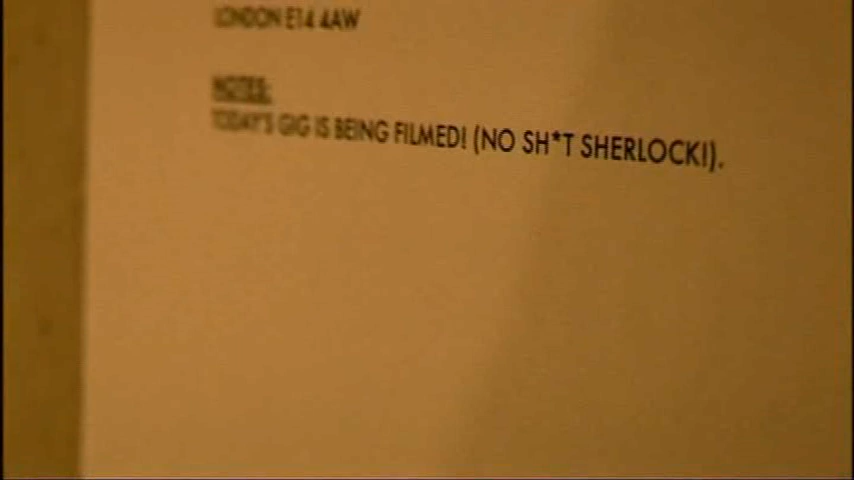 LONDON E14 4AW
NOTES:
TODAY'S GIG IS BEING FILMED! (NO SH*T SHERLOCK!).